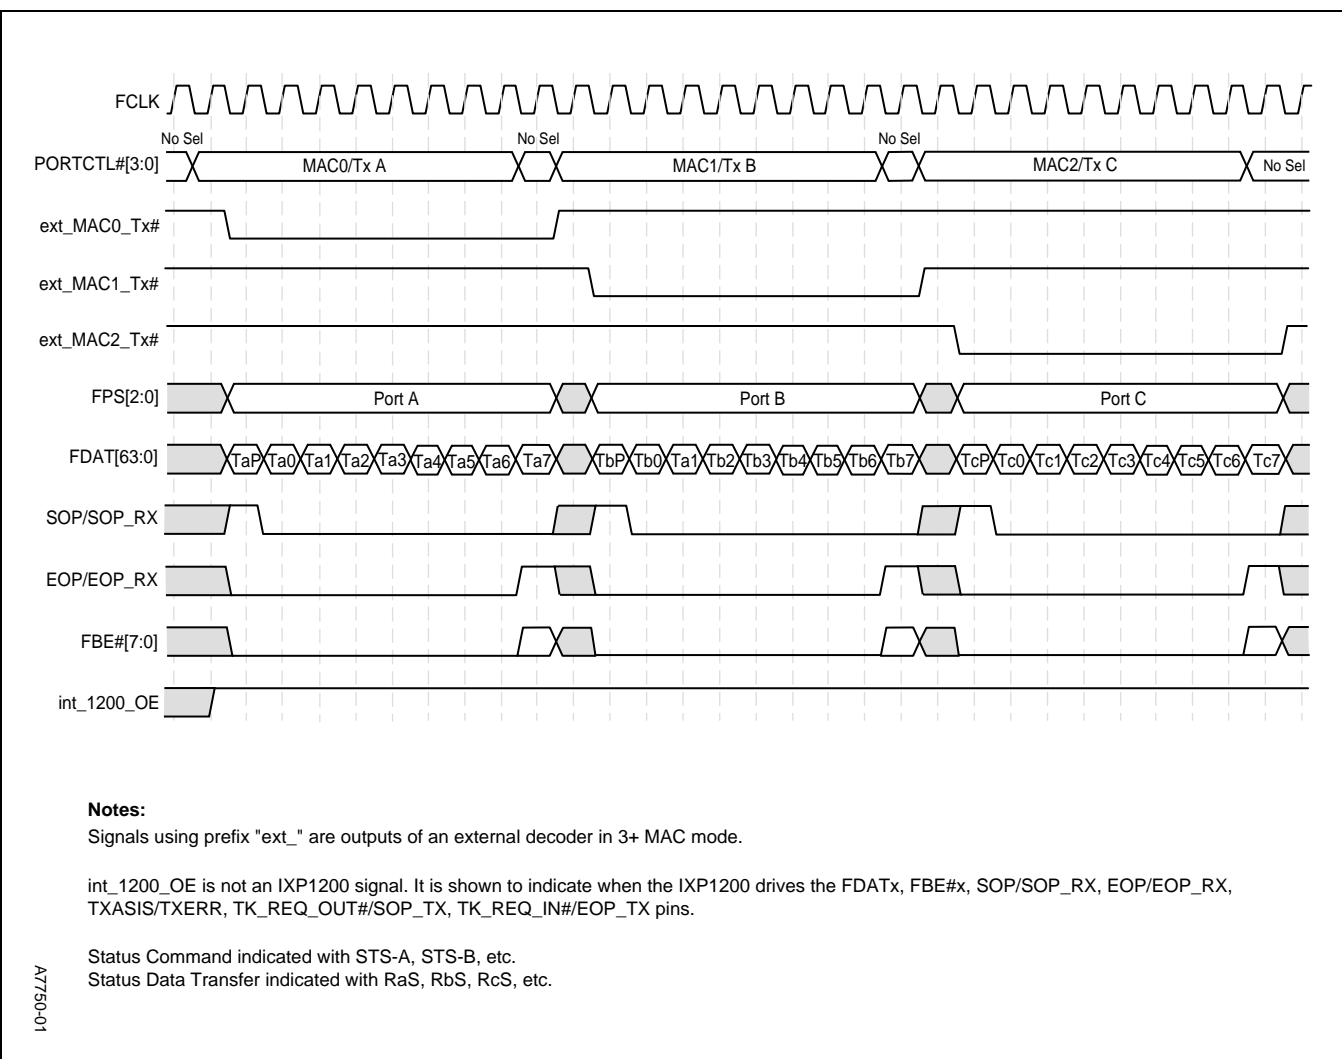 FCLK
No Sel No Sel No Sel
PORTCTL#[3:0] MAC0/Tx A MAC1/Tx B MAC2/Tx C No Sel
ext_MAC0_Tx#
ext_MAC1_Tx#
ext_MAC2_Tx#
FPS[2:0] Port A Port B Port C
FDAT[63:0] TaP Ta0 Ta1 Ta2 Ta3 Ta4 Ta5 Ta6 Ta7 TbP Tb0 Ta1 Tb2 Tb3 Tb4 Tb5 Tb6 Tb7 TcP Tc0 Tc1 Tc2 Tc3 Tc4 Tc5 Tc6 Tc7
SOP/SOP_RX
EOP/EOP_RX
FBE#[7:0]
int_1200_OE
Notes:
Signals using prefix "ext_" are outputs of an external decoder in 3+ MAC mode.
int_1200_OE is not an IXP1200 signal. It is shown to indicate when the IXP1200 drives the FDATx, FBE#x, SOP/SOP_RX, EOP/EOP_RX,
TXASIS/TXERR, TK_REQ_OUT#/SOP_TX, TK_REQ_IN#/EOP_TX pins.
Status Command indicated with STS-A, STS-B, etc.
Status Data Transfer indicated with RaS, RbS, RcS, etc.
A7750-01